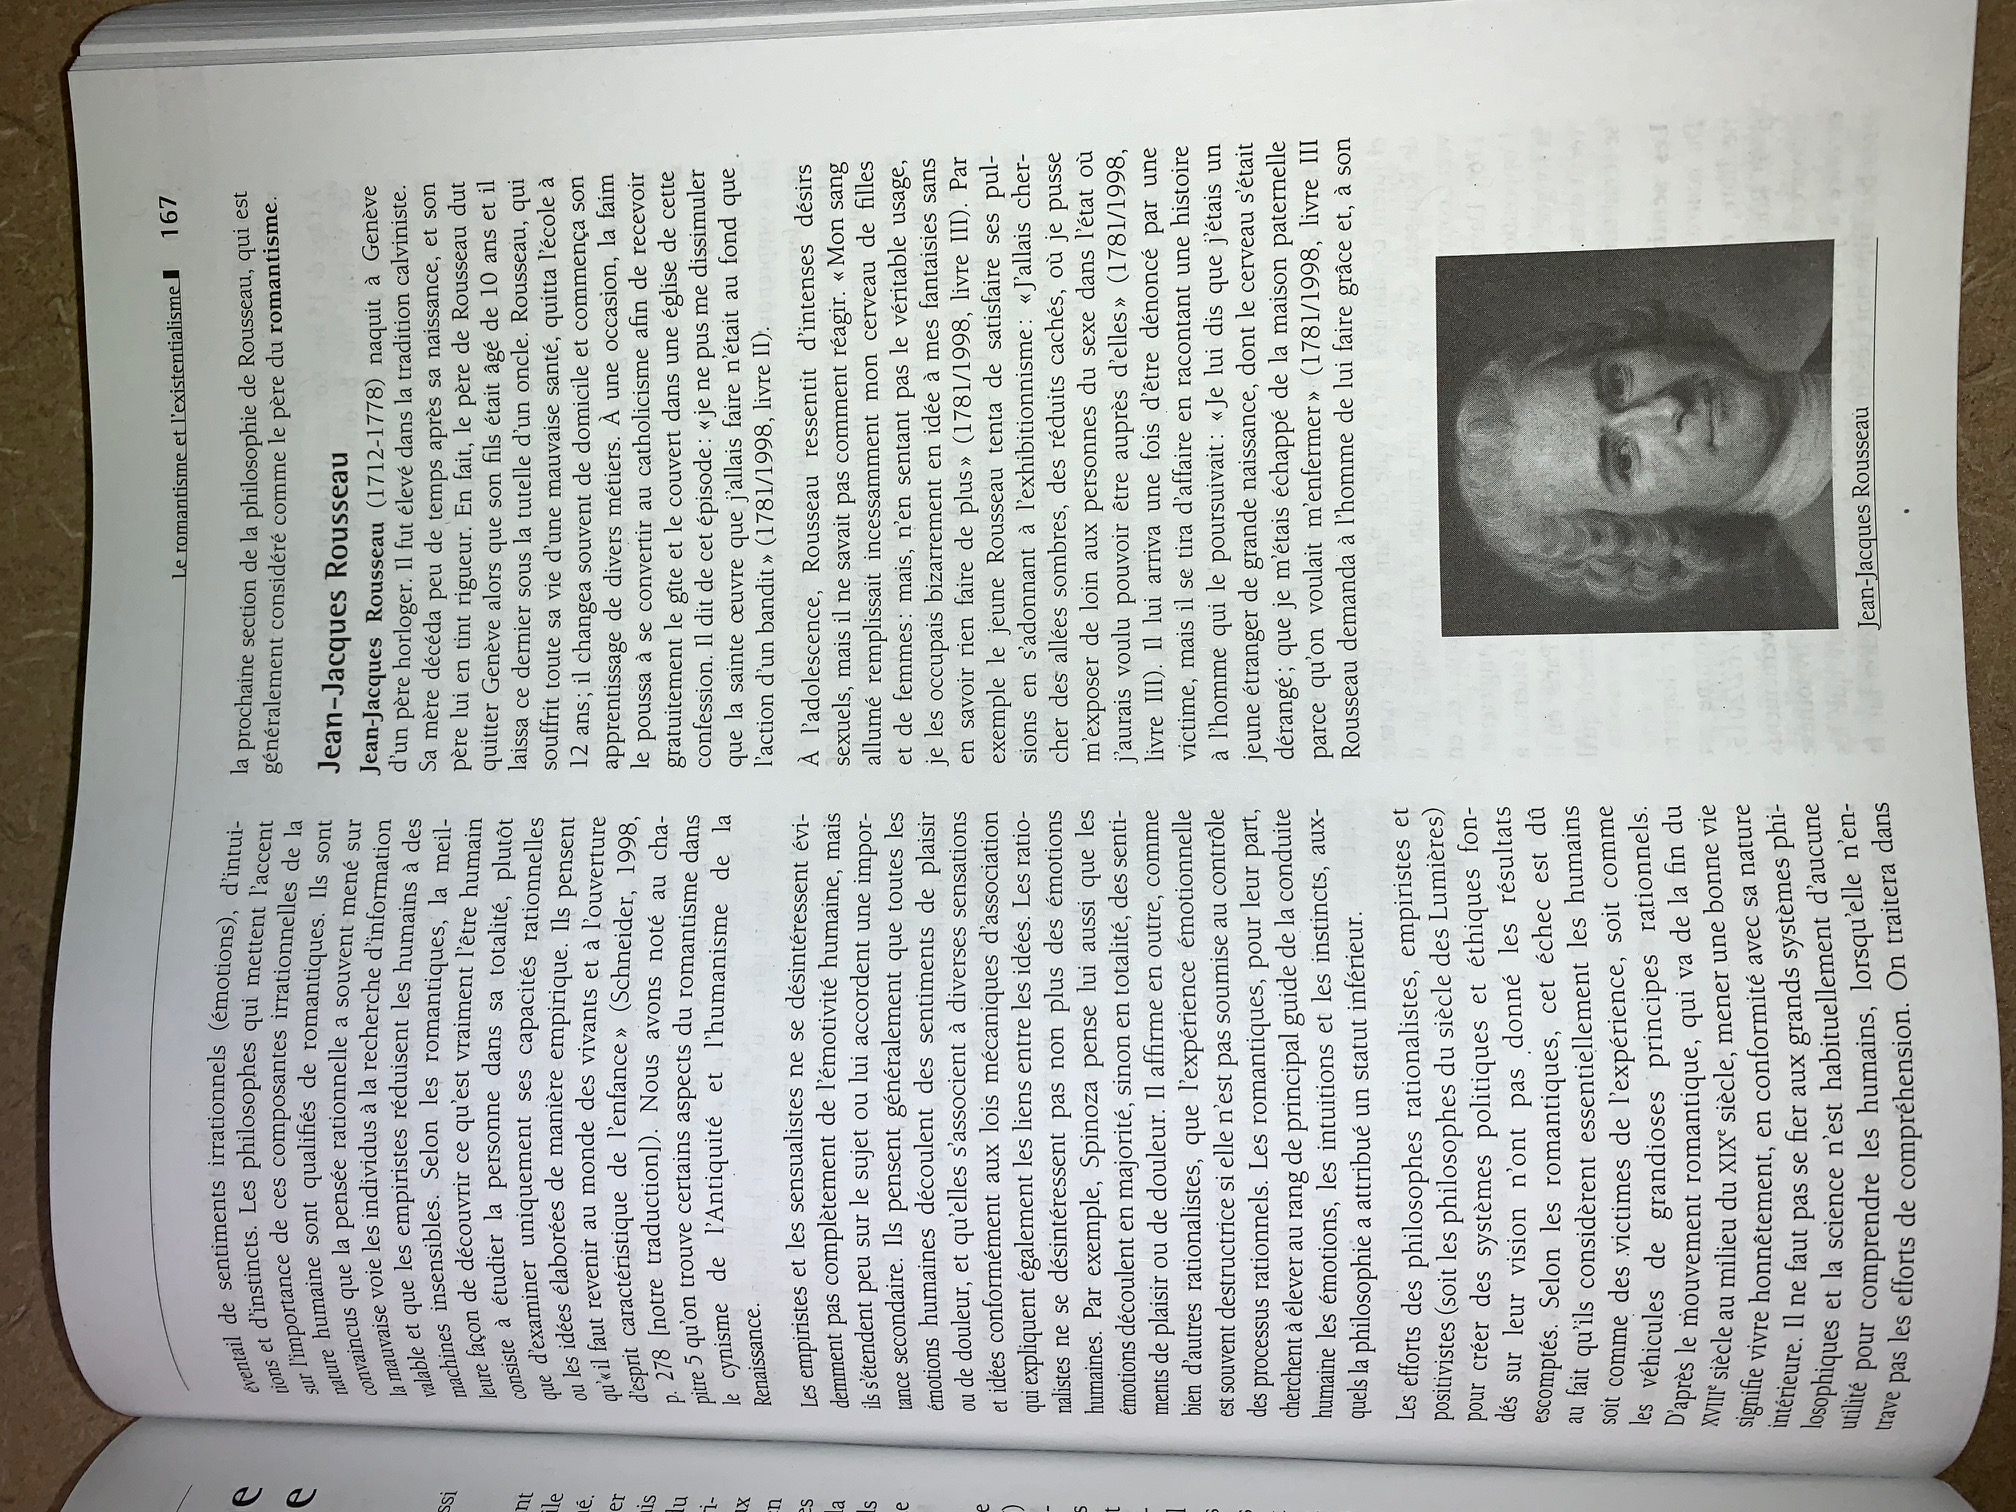 Le romantisme et l'existentialisme 167
éventail de sentiments irrationnels (émotions), d'intui-
tions et d'instincts. Les philosophes qui mettent l'accent
sur l'importance de ces composantes irrationnelles de la
nature humaine sont qualifiés de romantiques. Ils sont
convaincus que la pensée rationnelle a souvent mené sur
la mauvaise voie les individus à la recherche d'information
valable et que les empiristes réduisent les humains à des
machines insensibles. Selon les romantiques, la meil-
leure façon de découvrir ce qu'est vraiment l'être humain
consiste à étudier la personne dans sa totalité, plutôt
que d'examiner uniquement ses capacités rationnelles
ou les idées élaborées de manière empirique. Ils pensent
qu'« il faut revenir au monde des vivants et à l'ouverture
d'esprit caractéristique de l'enfance » (Schneider, 1998,
p. 278 [notre traduction]). Nous avons noté au cha-
pitre 5 qu'on trouve certains aspects du romantisme dans
le cynisme de l'Antiquité et l'humanisme de la
Renaissance.
Les empiristes et les sensualistes ne se désintéressent évi-
demment pas complètement de l'émotivité humaine, mais
ils s'étendent peu sur le sujet ou lui accordent une impor-
tance secondaire. Ils pensent généralement que toutes les
émotions humaines découlent des sentiments de plaisir
ou de douleur, et qu'elles s'associent à diverses sensations
et idées conformément aux lois mécaniques d'association
qui expliquent également les liens entre les idées. Les ratio-
nalistes ne se désintéressent pas non plus des émotions
humaines. Par exemple, Spinoza pense lui aussi que les
émotions découlent en majorité, sinon en totalité, des senti-
ments de plaisir ou de douleur. Il affirme en outre, comme
bien d'autres rationalistes, que l'expérience émotionnelle
est souvent destructrice si elle n'est pas soumise au contrôle
des processus rationnels. Les romantiques, pour leur part,
cherchent à élever au rang de principal guide de la conduite
humaine les émotions, les intuitions et les instincts, aux-
quels la philosophie a attribué un statut inférieur.
Les efforts des philosophes rationalistes, empiristes et
positivistes (soit les philosophes du siècle des Lumières)
pour créer des systèmes politiques et éthiques fon-
dés sur leur vision n'ont pas donné les résultats
escomptés. Selon les romantiques, cet échec est dû
au fait qu'ils considèrent essentiellement les humains
soit comme des victimes de l'expérience, soit comme
les véhicules de grandioses principes rationnels.
D'après le mouvement romantique, qui va de la fin du
XVIIIe siècle au milieu du XIXe siècle, mener une bonne vie
signifie vivre honnêtement, en conformité avec sa nature
intérieure. Il ne faut pas se fier aux grands systèmes phi-
losophiques et la science n'est habituellement d'aucune
utilité pour comprendre les humains, lorsqu'elle n'en-
trave pas les efforts de compréhension. On traitera dans
la prochaine section de la philosophie de Rousseau, qui est
généralement considéré comme le père du romantisme.
Jean-Jacques Rousseau
Jean-Jacques Rousseau (1712-1778) naquit à Genève
d'un père horloger. Il fut élevé dans la tradition calviniste.
Sa mère décéda peu de temps après sa naissance, et son
père lui en tint rigueur. En fait, le père de Rousseau dut
quitter Genève alors que son fils était âgé de 10 ans et il
laissa ce dernier sous la tutelle d'un oncle. Rousseau, qui
souffrit toute sa vie d'une mauvaise santé, quitta l'école à
12 ans ; il changea souvent de domicile et commença son
apprentissage de divers métiers. À une occasion, la faim
le poussa à se convertir au catholicisme afin de recevoir
gratuitement le gîte et le couvert dans une église de cette
confession. Il dit de cet épisode : « je ne pus me dissimuler
que la sainte œuvre que j'allais faire n'était au fond que
l'action d'un bandit » (1781/1998, livre II).
À l'adolescence, Rousseau ressentit d'intenses désirs
sexuels, mais il ne savait pas comment réagir. « Mon sang
allumé remplissait incessamment mon cerveau de filles
et de femmes : mais, n'en sentant pas le véritable usage,
je les occupais bizarrement en idée à mes fantaisies sans
en savoir rien faire de plus » (1781/1998, livre III). Par
exemple le jeune Rousseau tenta de satisfaire ses pul-
sions en s'adonnant à l'exhibitionnisme : « J'allais cher-
cher des allées sombres, des réduits cachés, où je pusse
m'exposer de loin aux personnes du sexe dans l'état où
j'aurais voulu pouvoir être auprès d'elles » (1781/1998,
livre III). Il lui arriva une fois d'être dénoncé par une
victime, mais il se tira d'affaire en racontant une histoire
à l'homme qui le poursuivait : « Je lui dis que j'étais un
jeune étranger de grande naissance, dont le cerveau s'était
dérangé ; que je m'étais échappé de la maison paternelle
parce qu'on voulait m'enfermer » (1781/1998, livre III
Rousseau demanda à l'homme de lui faire grâce et, à son
Jean-Jacques Rousseau